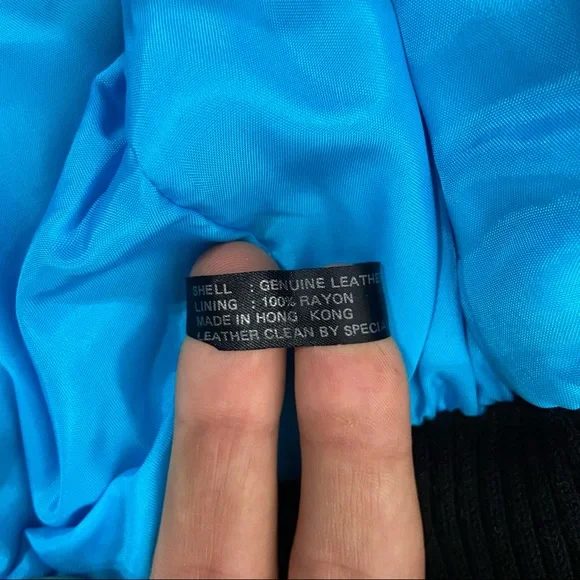 SHELL : GENUINE LEATHE
LINING : 100% RAYON
MADE IN HONG KONG
LEATHER CLEAN BY SPECIA